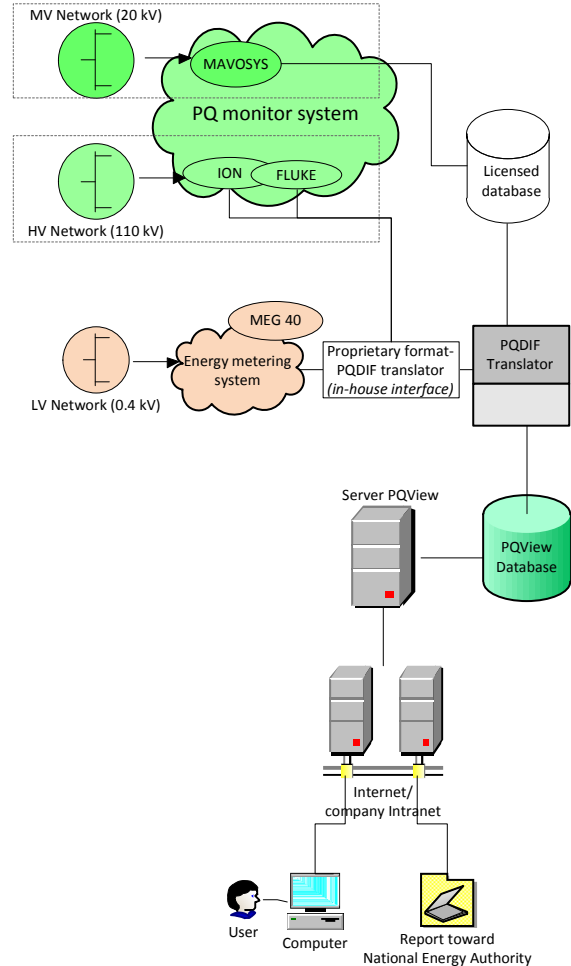 MV Network (20 kV)
MAVOSYS
PQ monitor system
ION
FLUKE
HV Network (110 kV)
Licensed
database
MEG 40
Energy metering
system
LV Network (0.4 kV)
Proprietary format-
PQDIF translator
(in-house interface)
PQDIF
Translator
Server PQView
PQView
Database
Internet/
company Intranet
User
Computer
Report toward
National Energy Authority